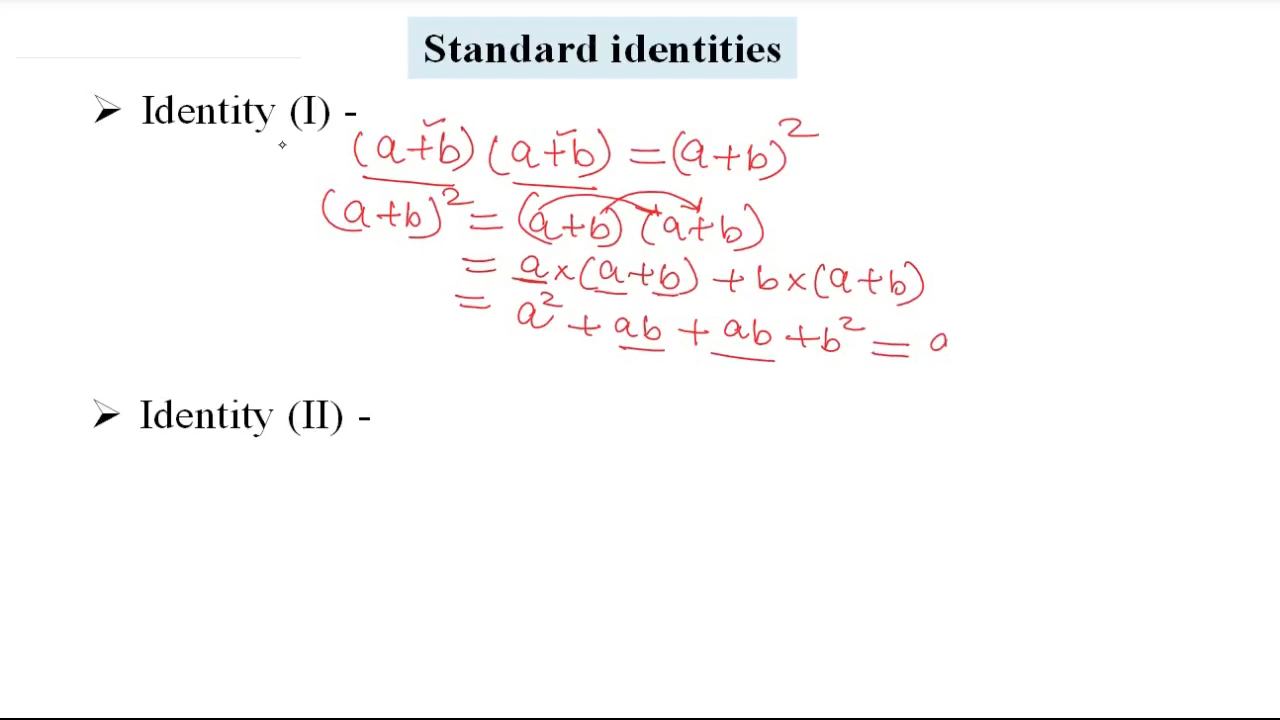 Standard identities
➢ Identity (I) -
(a+b) (a+b) = (a+b)²
(a+b)² = (a+b) (a+b)
= a × (a+b) + b × (a+b)
= a² + ab + ab + b² = a
➢ Identity (II) -